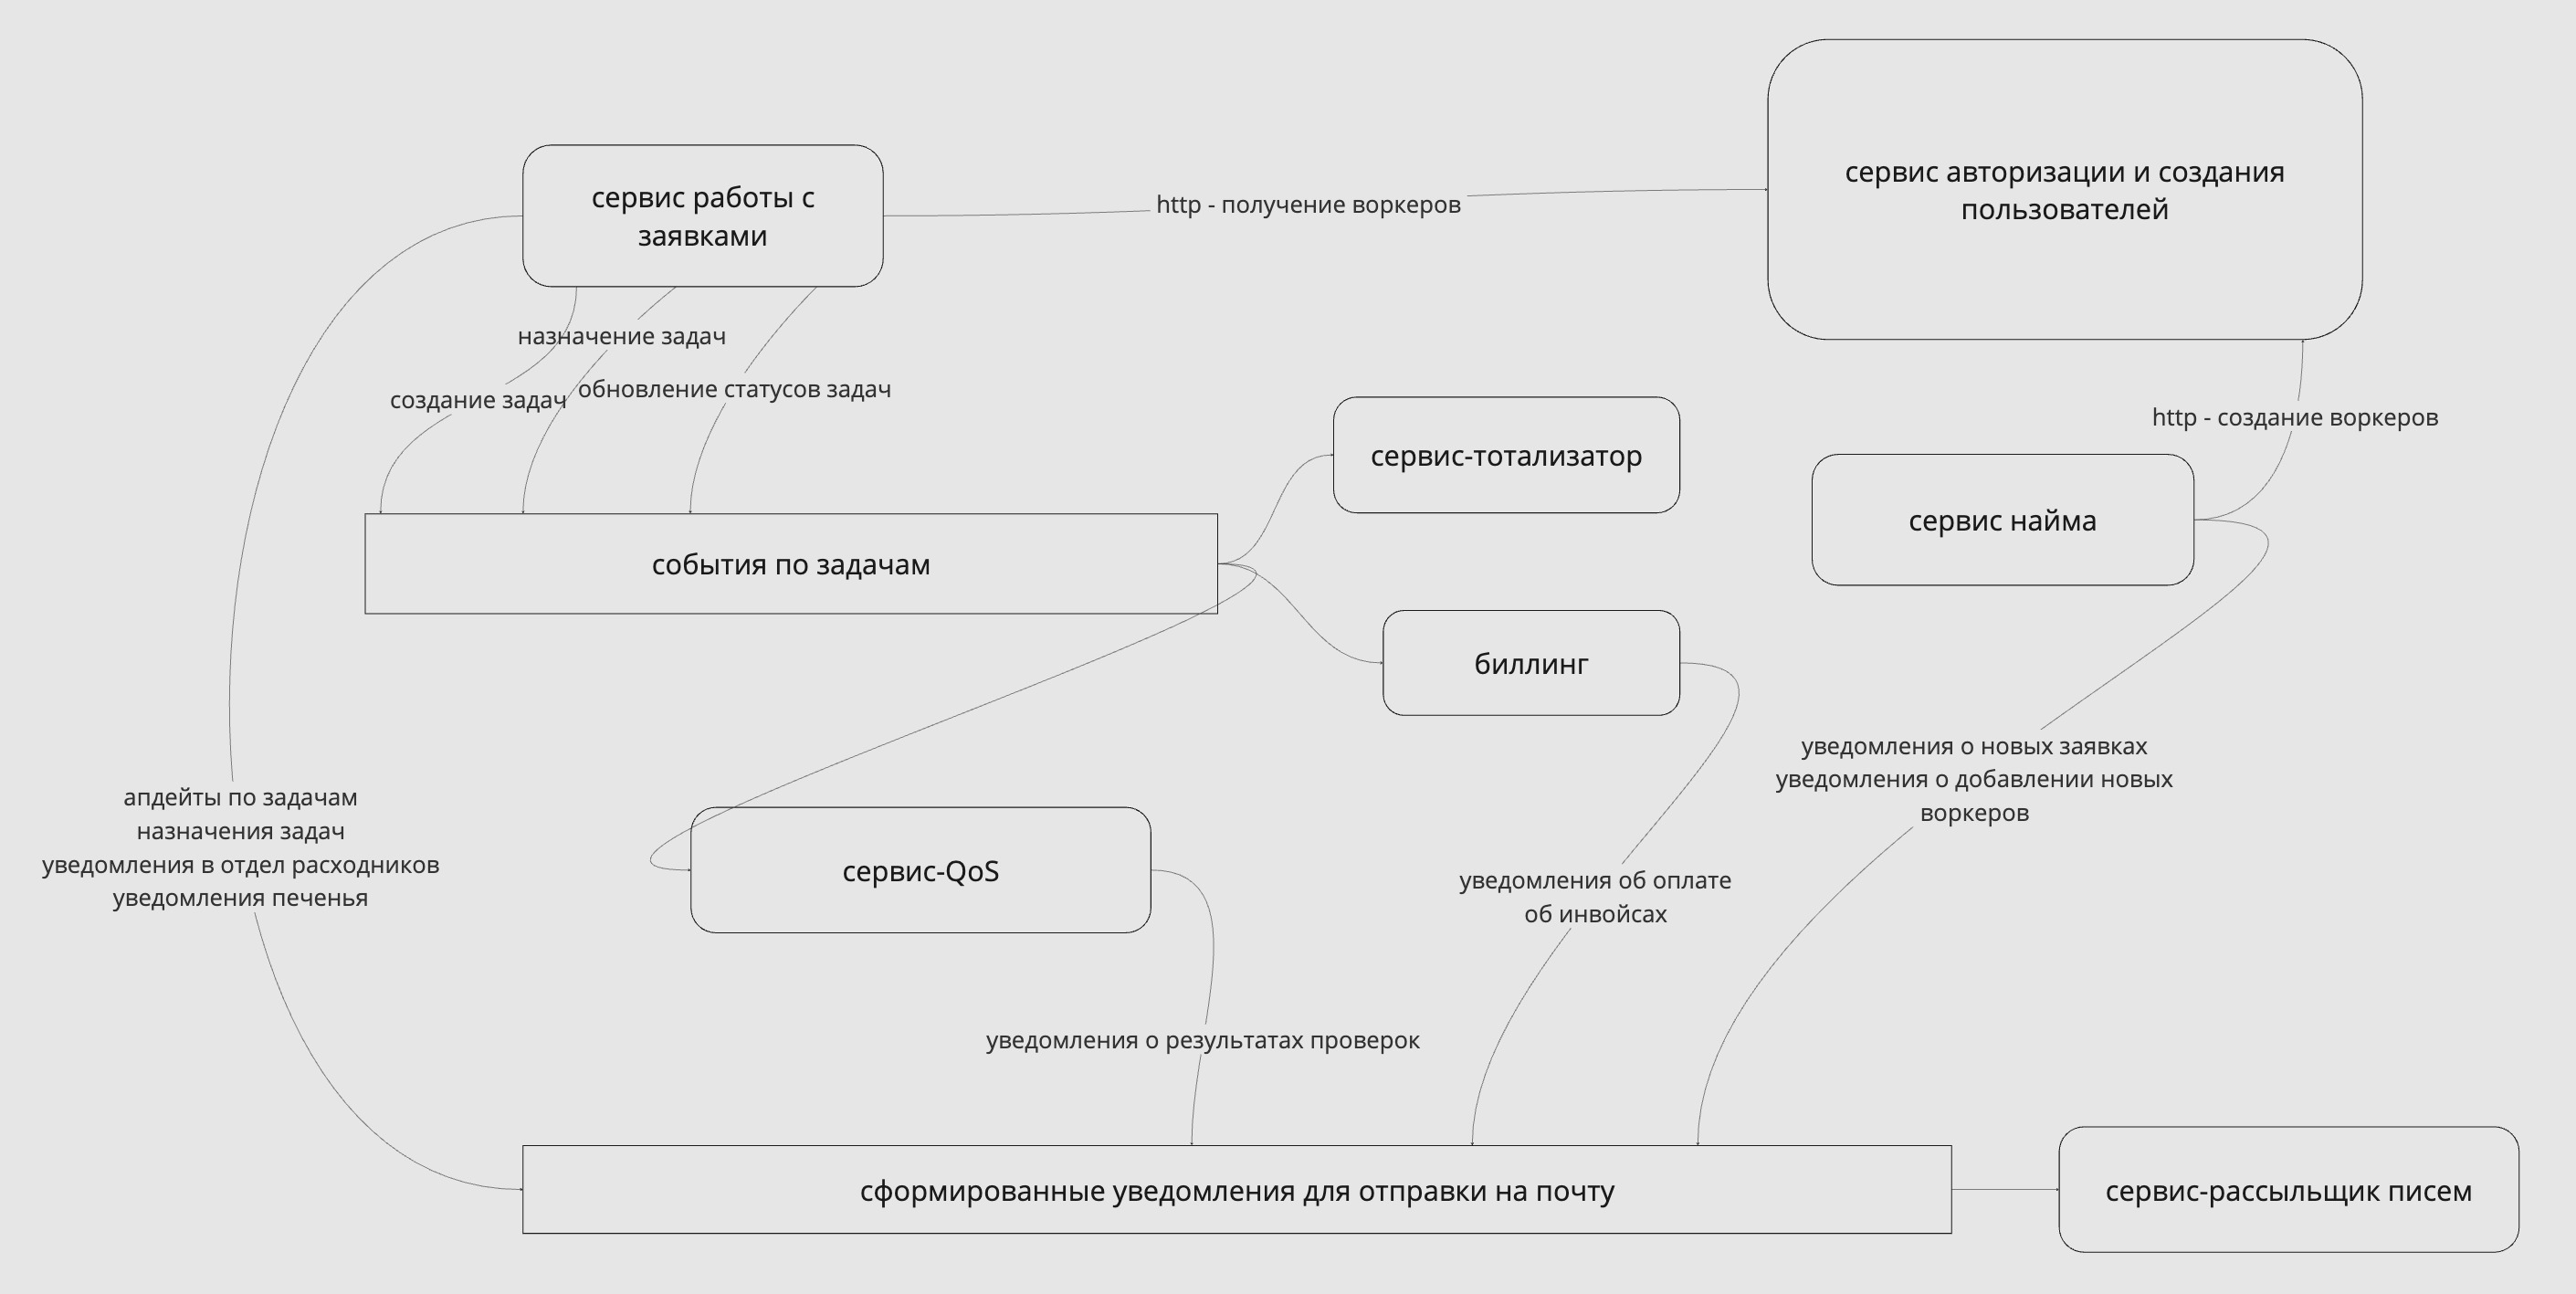 сервис авторизации и создания
пользователей
сервис работы с
заявками
http - получение воркеров
назначение задач
создание задач
обновление статусов задач
http - создание воркеров
сервис-тотализатор
сервис найма
события по задачам
биллинг
уведомления о новых заявках
уведомления о добавлении новых
воркеров
апдейты по задачам
назначения задач
уведомления в отдел расходников
уведомления печенья
сервис-QoS
уведомления об оплате
об инвойсах
уведомления о результатах проверок
сформированные уведомления для отправки на почту
сервис-рассыльщик писем